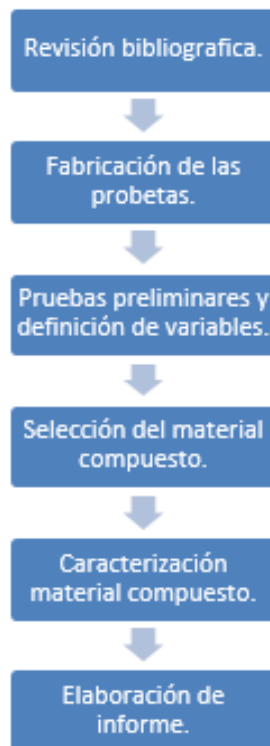 Revisión bibliografica.
Fabricación de las
probetas.
Pruebas preliminares y
definición de variables.
Selección del material
compuesto.
Caracterización
material compuesto.
Elaboración de
informe.